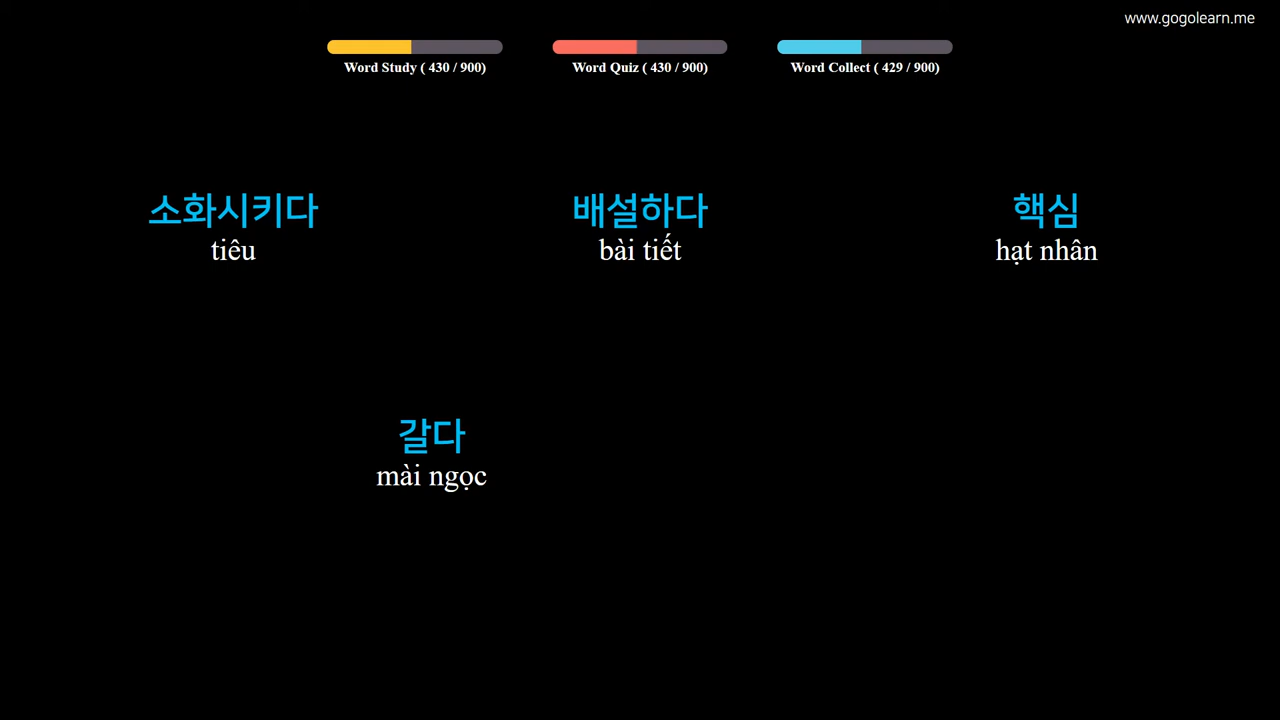 www.gogolearn.me
Word Study ( 430 / 900)
Word Quiz ( 430 / 900)
Word Collect ( 429 / 900)
소화시키다
tiêu
배설하다
bài tiết
핵심
hạt nhân
갈다
mài ngọc